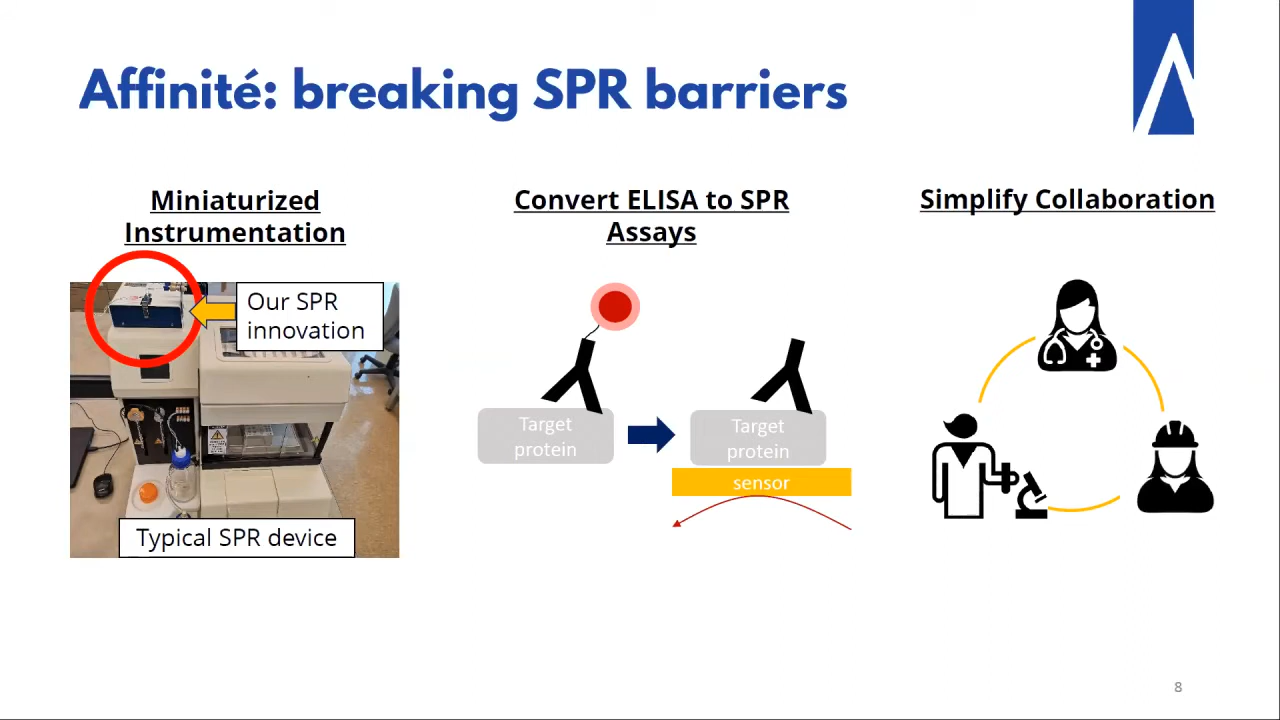 Affinité: breaking SPR barriers
Miniaturized
Instrumentation
Our SPR
innovation
Typical SPR device
Convert ELISA to SPR
Assays
Target
protein
Target
protein
sensor
Simplify Collaboration
8